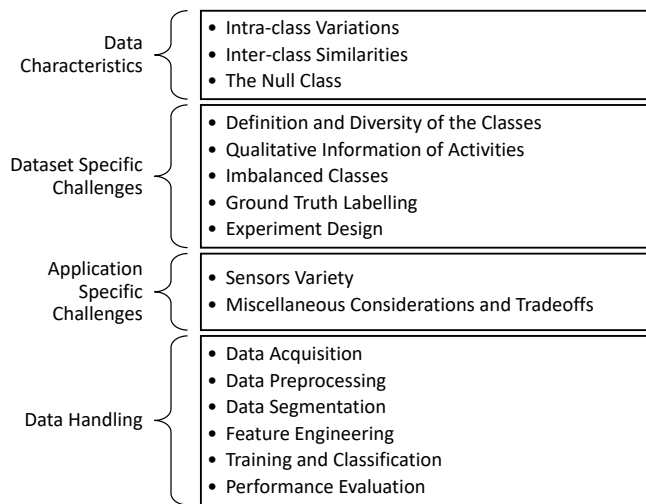 Data
Characteristics
• Intra-class Variations
• Inter-class Similarities
• The Null Class
Dataset Specific
Challenges
• Definition and Diversity of the Classes
• Qualitative Information of Activities
• Imbalanced Classes
• Ground Truth Labelling
• Experiment Design
Application
Specific
Challenges
• Sensors Variety
• Miscellaneous Considerations and Tradeoffs
Data Handling
• Data Acquisition
• Data Preprocessing
• Data Segmentation
• Feature Engineering
• Training and Classification
• Performance Evaluation